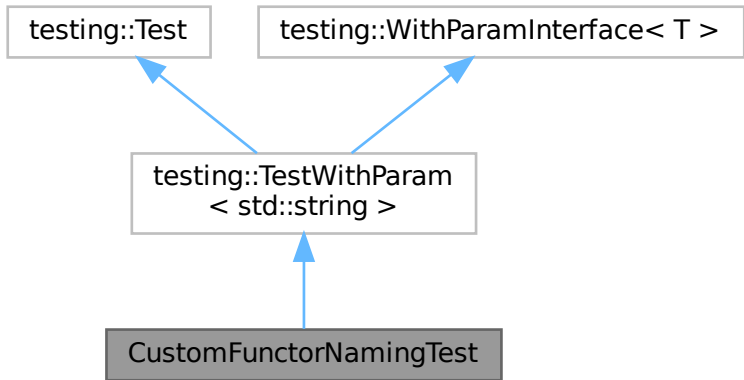 testing::Test
testing::WithParamInterface< T >
testing::TestWithParam
< std::string >
CustomFunctorNamingTest